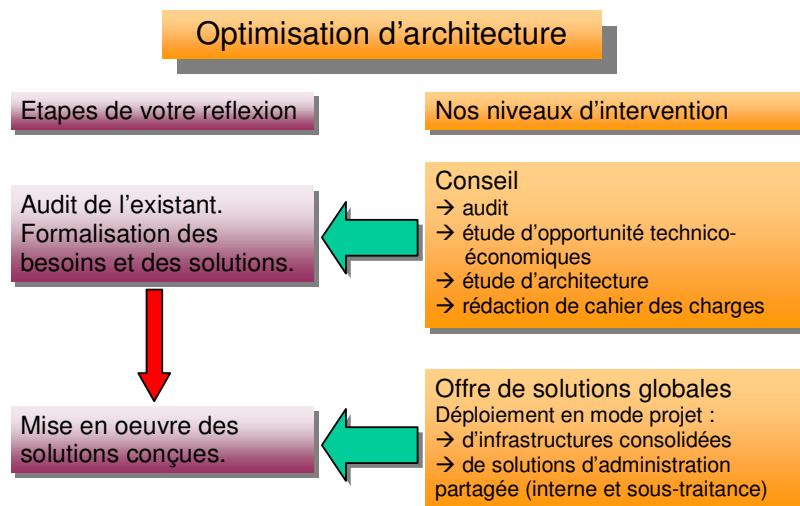 Optimisation d’architecture
Etapes de votre reflexion
Nos niveaux d’intervention
Audit de l’existant.
Formalisation des
besoins et des solutions.
Conseil
→ audit
→ étude d’opportunité technico-
économiques
→ étude d’architecture
→ rédaction de cahier des charges
Mise en oeuvre des
solutions conçues.
Offre de solutions globales
Déploiement en mode projet :
→ d’infrastructures consolidées
→ de solutions d’administration
partagée (interne et sous-traitance)